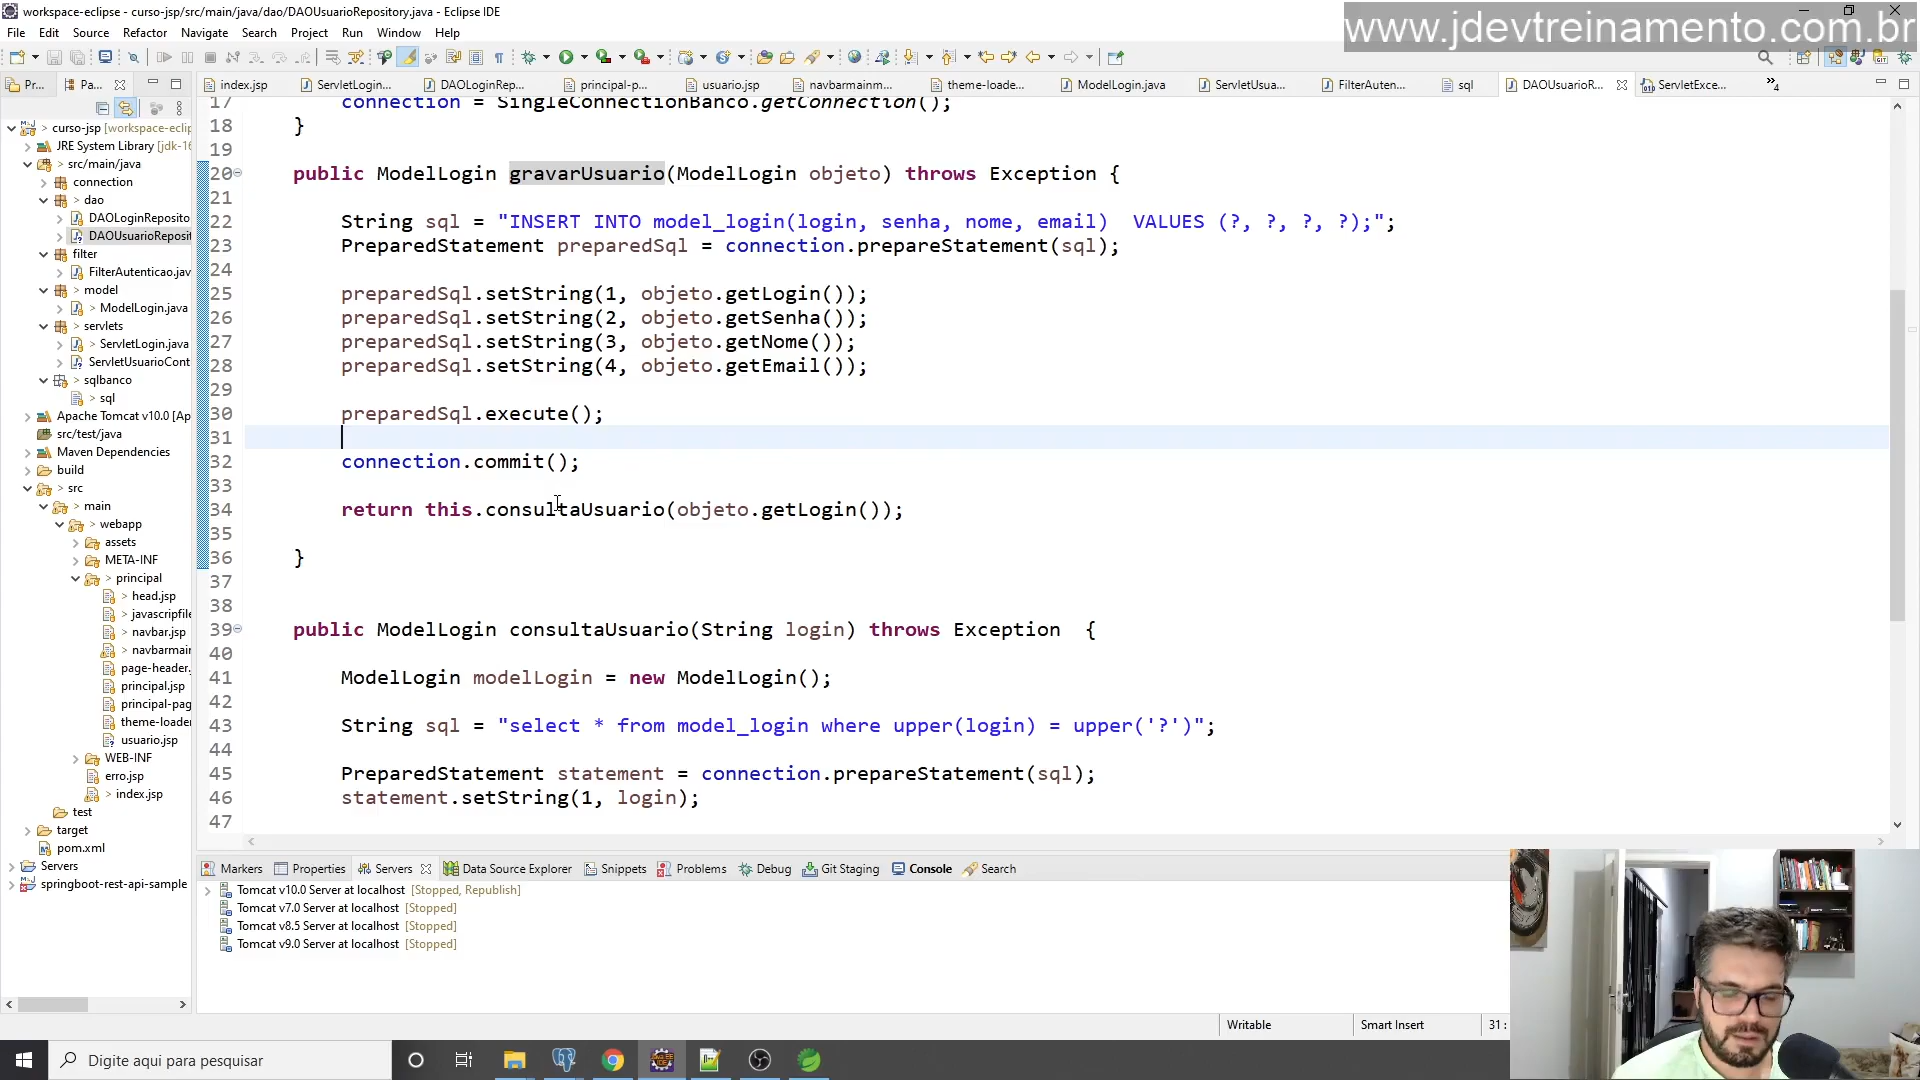 workspace-eclipse - curso-jsp/src/main/java/dao/DAOUsuarioRepository.java - Eclipse IDE
www.jdevtreinamento.com.br
File Edit Source Refactor Navigate Search Project Run Window Help
Pr... Pa... index.jsp ServletLogin... DAOLoginRep... principal-p... usuario.jsp navbarmainm... theme-loade... ModelLogin.java ServletUsua... FilterAuten... sql DAOUsuarioR... ServletExce... »4
curso-jsp [workspace-eclip
JRE System Library [jdk-16
src/main/java
connection
dao
DAOLoginReposito
DAOUsuarioReposit
filter
FilterAutenticao.jav
model
ModelLogin.java
servlets
ServletLogin.java
ServletUsuarioCont
sqlbanco
sql
Apache Tomcat v10.0 [Ap
src/test/java
Maven Dependencies
build
src
main
webapp
assets
META-INF
principal
head.jsp
javascripfile
navbar.jsp
navbarmain
page-header.
principal.jsp
principal-pag
theme-loader
usuario.jsp
WEB-INF
erro.jsp
index.jsp
test
target
pom.xml
Servers
springboot-rest-api-sample
17 connection = SingleConnectionBanco.getConnection();
18 }
19
20 public ModelLogin gravarUsuario(ModelLogin objeto) throws Exception {
21
22 String sql = "INSERT INTO model_login(login, senha, nome, email)  VALUES (?, ?, ?, ?);";
23 PreparedStatement preparedSql = connection.prepareStatement(sql);
24
25 preparedSql.setString(1, objeto.getLogin());
26 preparedSql.setString(2, objeto.getSenha());
27 preparedSql.setString(3, objeto.getNome());
28 preparedSql.setString(4, objeto.getEmail());
29
30 preparedSql.execute();
31
32 connection.commit();
33
34 return this.consultaUsuario(objeto.getLogin());
35
36 }
37
38
39 public ModelLogin consultaUsuario(String login) throws Exception  {
40
41 ModelLogin modelLogin = new ModelLogin();
42
43 String sql = "select * from model_login where upper(login) = upper('?')";
44
45 PreparedStatement statement = connection.prepareStatement(sql);
46 statement.setString(1, login);
47
Markers Properties Servers Data Source Explorer Snippets Problems Debug Git Staging Console Search
Tomcat v10.0 Server at localhost [Stopped, Republish]
Tomcat v7.0 Server at localhost [Stopped]
Tomcat v8.5 Server at localhost [Stopped]
Tomcat v9.0 Server at localhost [Stopped]
Writable Smart Insert 31 :
Digite aqui para pesquisar